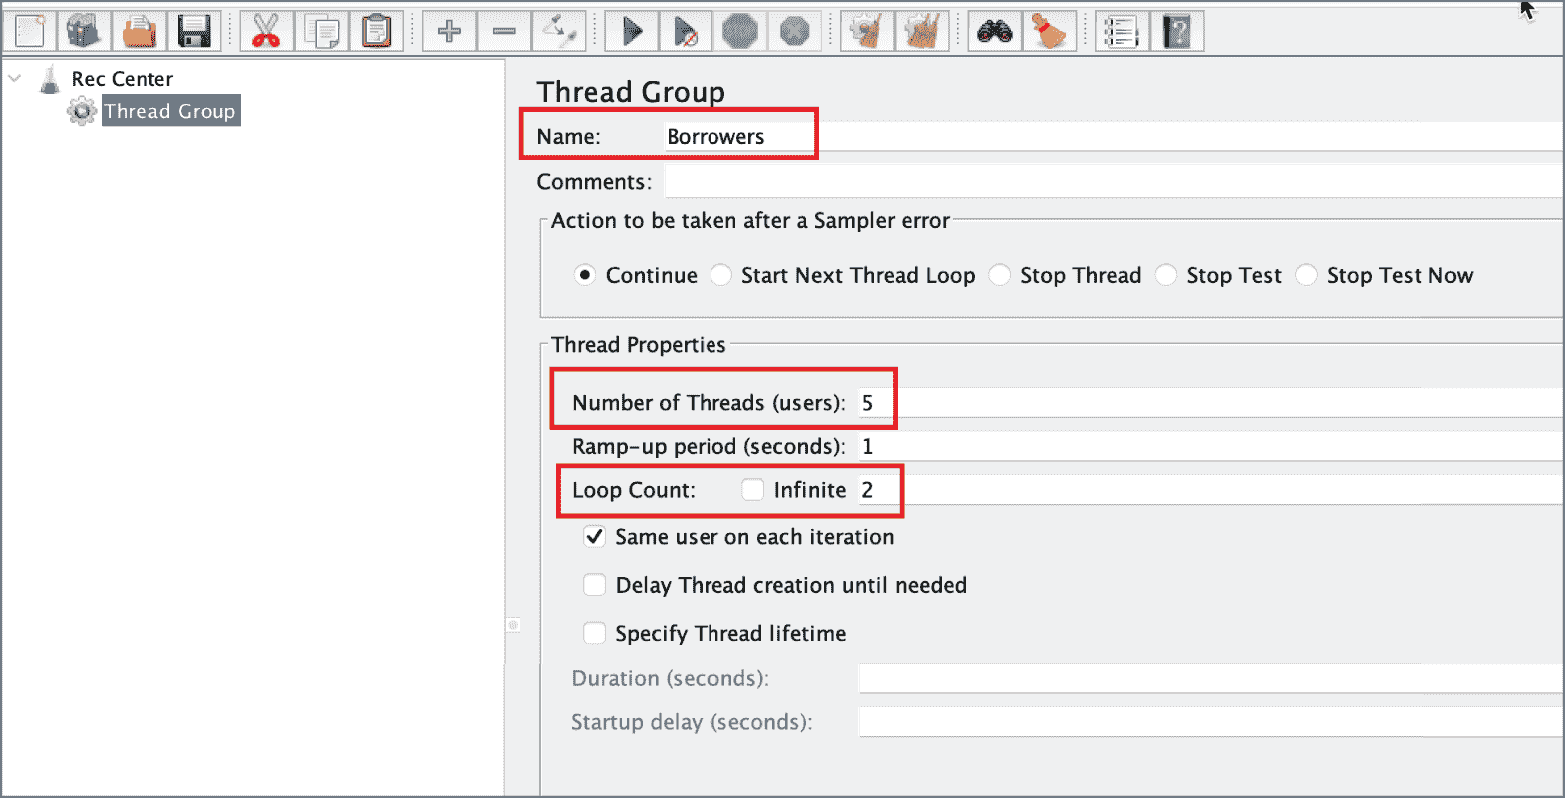 Rec Center
Thread Group
Thread Group
Name: Borrowers
Comments:
Action to be taken after a Sampler error
Continue Start Next Thread Loop Stop Thread Stop Test Stop Test Now
Thread Properties
Number of Threads (users): 5
Ramp-up period (seconds): 1
Loop Count: Infinite 2
Same user on each iteration
Delay Thread creation until needed
Specify Thread lifetime
Duration (seconds):
Startup delay (seconds):